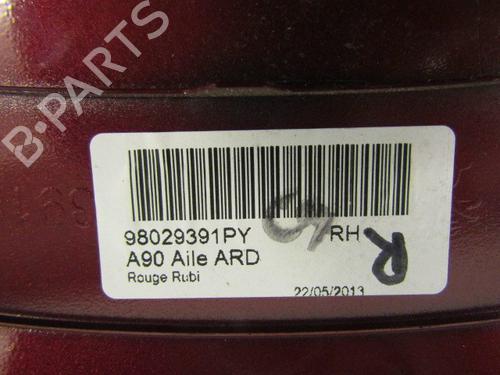 B-PARTS
98029391PY
RH
A90 Aile ARD
Rouge Rubi
22/05/2013
R